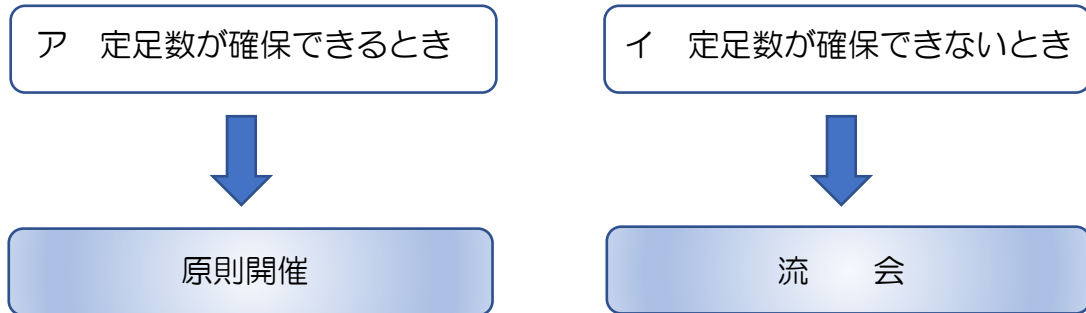 ア　定足数が確保できるとき
イ　定足数が確保できないとき
原則開催
流　　会